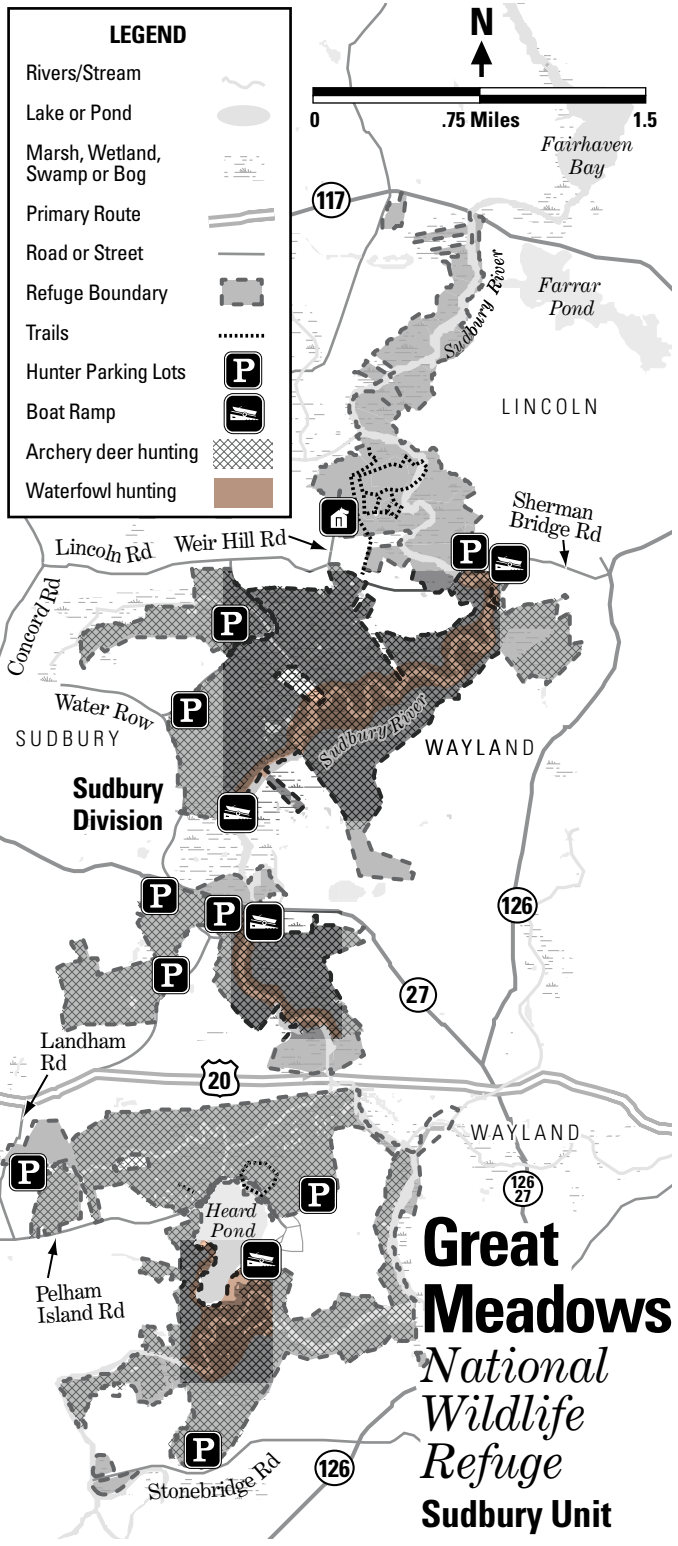 LEGEND
Rivers/Stream
Lake or Pond
Marsh, Wetland,
Swamp or Bog
Primary Route
Road or Street
Refuge Boundary
Trails
Hunter Parking Lots
P
Boat Ramp
Archery deer hunting
Waterfowl hunting
N
0
.75 Miles
1.5
Fairhaven
Bay
117
Sudbury River
Farrar
Pond
LINCOLN
Sherman
Bridge Rd
Lincoln Rd
Weir Hill Rd
P
Concord Rd
P
Water Row
P
SUDBURY
Sudbury River
WAYLAND
Sudbury
Division
P
P
126
P
27
Landham
Rd
20
WAYLAND
P
P
126
27
Heard
Pond
Pelham
Island Rd
P
Stonebridge Rd
126
Great
Meadows
National
Wildlife
Refuge
Sudbury Unit